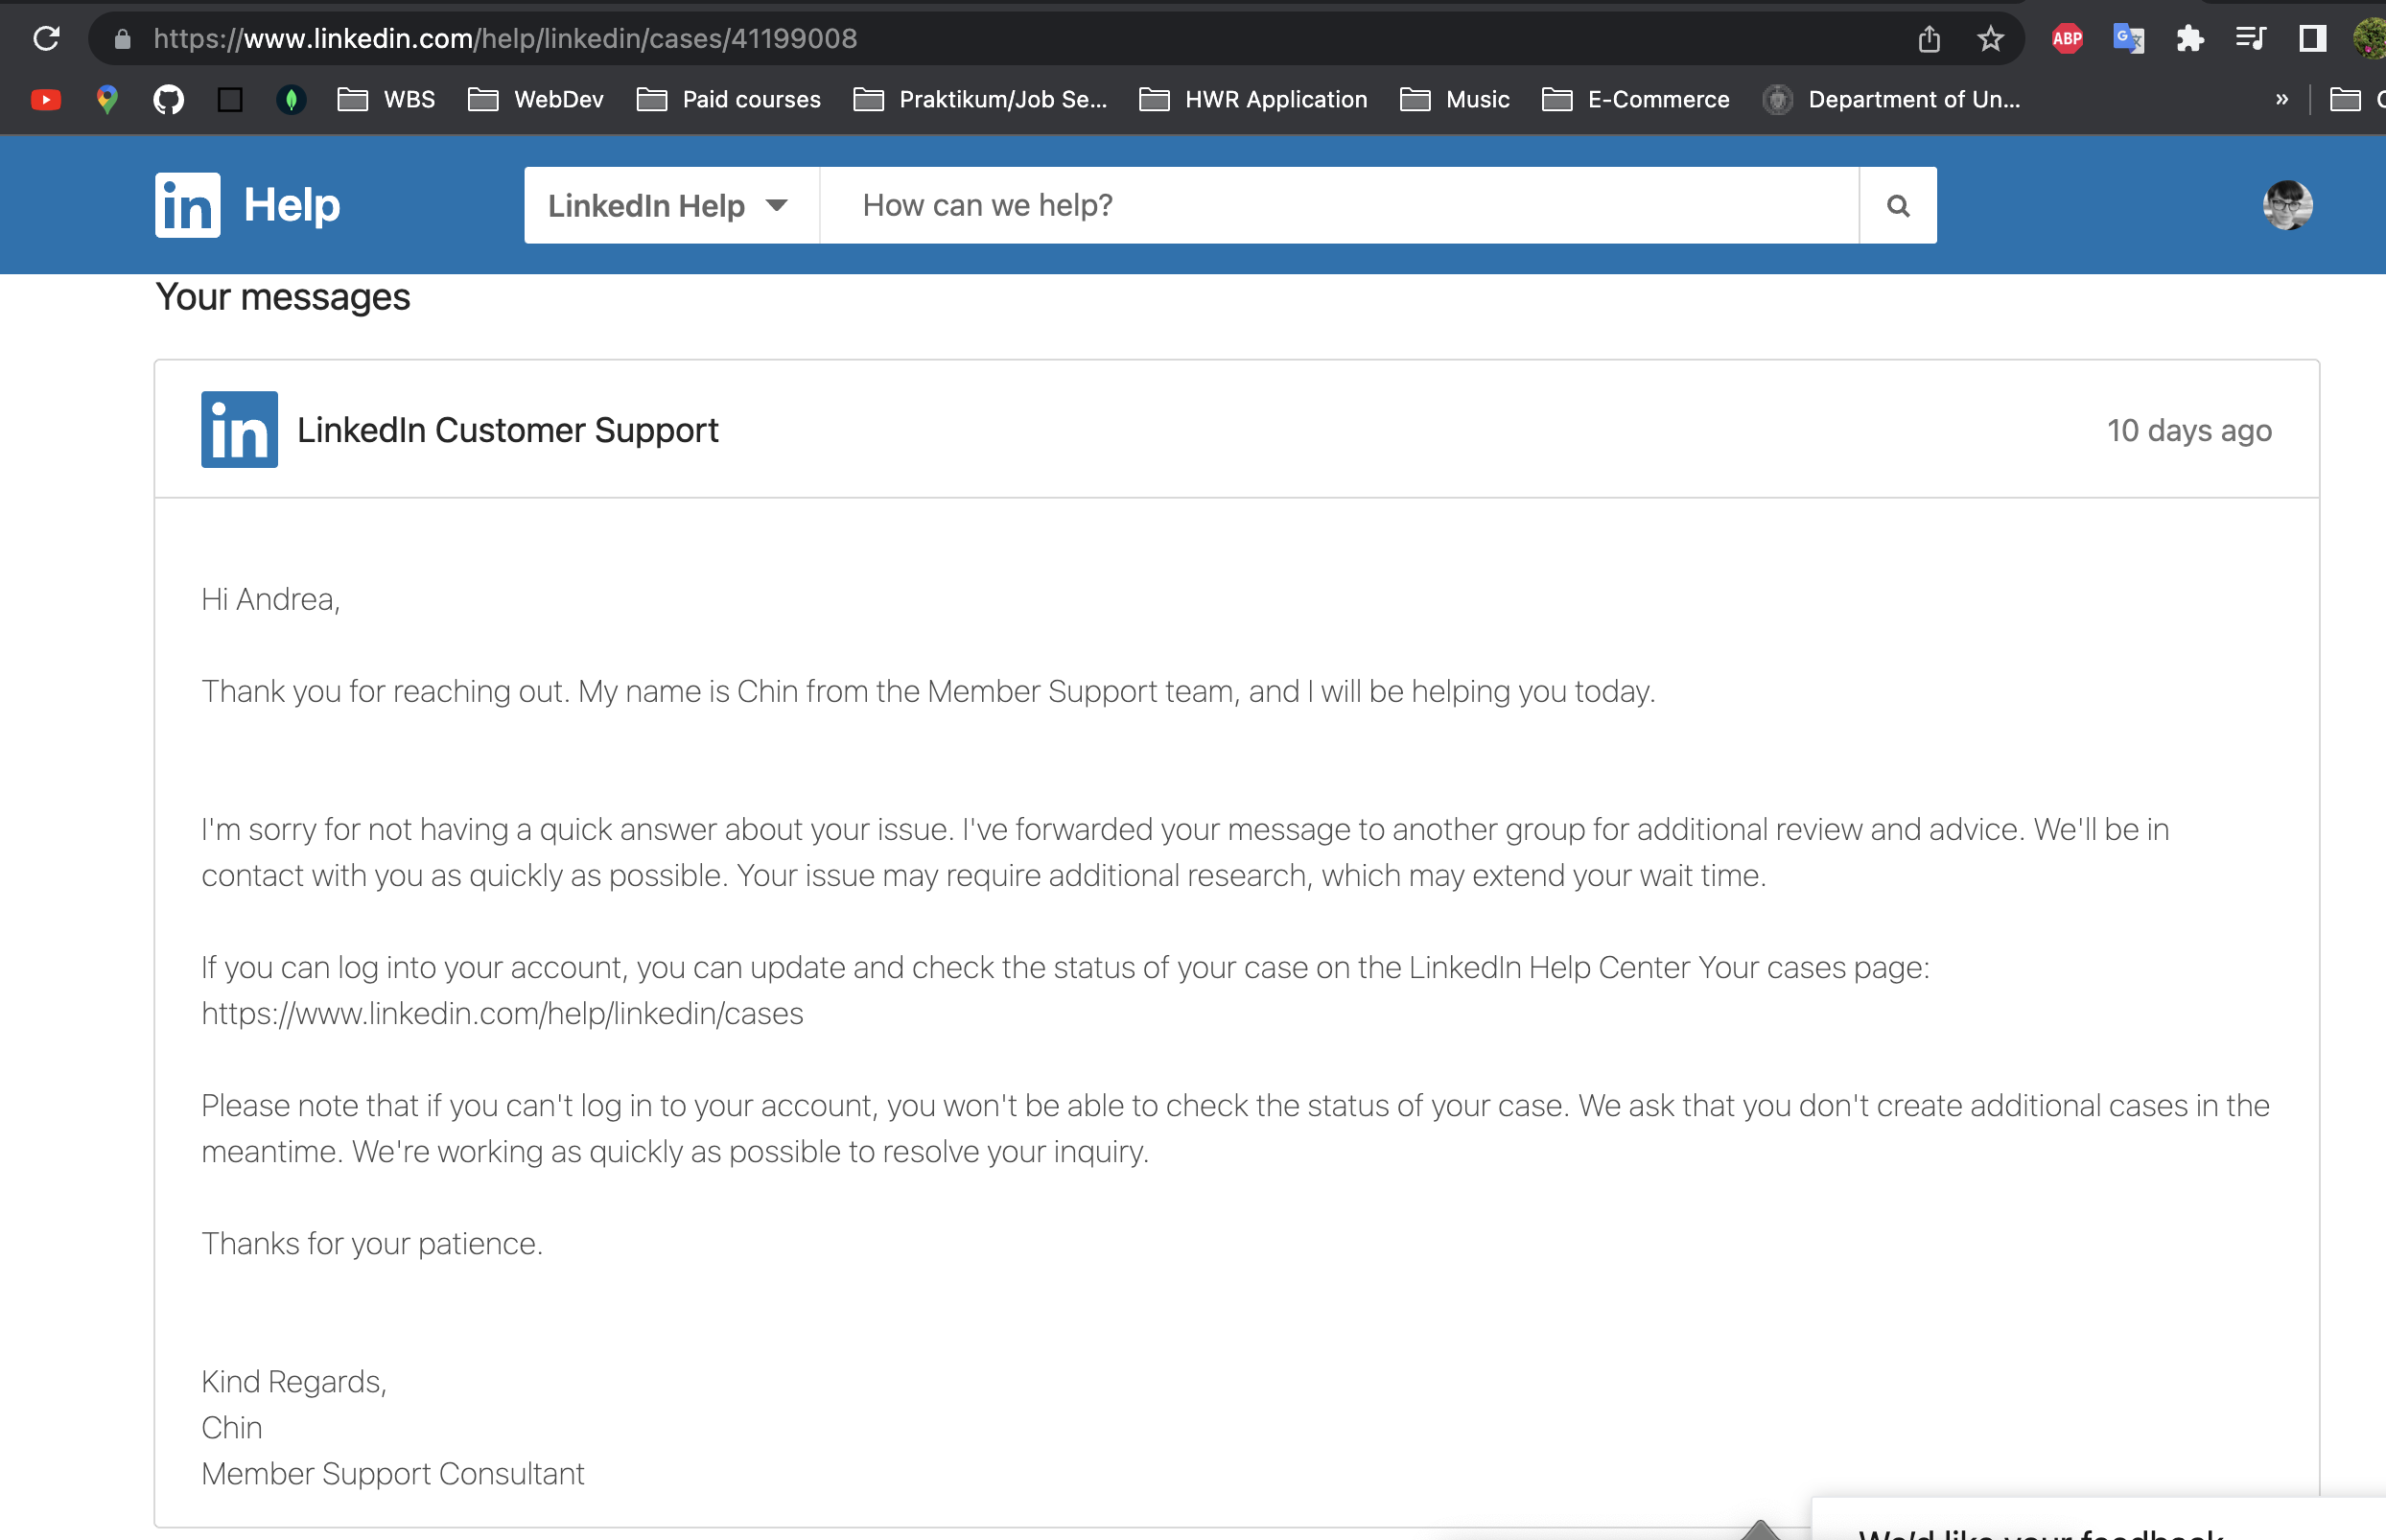 https://www.linkedin.com/help/linkedin/cases/41199008
ABP
WBS WebDev Paid courses Praktikum/Job Se... HWR Application Music E-Commerce Department of Un... »
in Help LinkedIn Help How can we help?
Your messages
in LinkedIn Customer Support 10 days ago
Hi Andrea,
Thank you for reaching out. My name is Chin from the Member Support team, and I will be helping you today.
I'm sorry for not having a quick answer about your issue. I've forwarded your message to another group for additional review and advice. We'll be in
contact with you as quickly as possible. Your issue may require additional research, which may extend your wait time.
If you can log into your account, you can update and check the status of your case on the LinkedIn Help Center Your cases page:
https://www.linkedin.com/help/linkedin/cases
Please note that if you can't log in to your account, you won't be able to check the status of your case. We ask that you don't create additional cases in the
meantime. We're working as quickly as possible to resolve your inquiry.
Thanks for your patience.
Kind Regards,
Chin
Member Support Consultant
We'd like your feedback